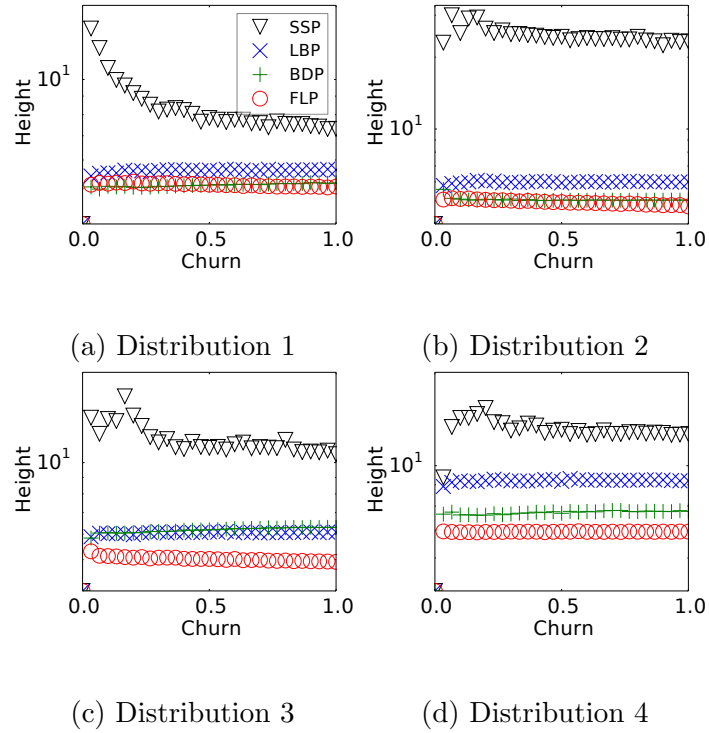 SSP
LBP
BDP
FLP
10^1
Height
0.0 0.5 1.0
Churn
(a) Distribution 1
10^1
Height
0.0 0.5 1.0
Churn
(b) Distribution 2
10^1
Height
0.0 0.5 1.0
Churn
(c) Distribution 3
10^1
Height
0.0 0.5 1.0
Churn
(d) Distribution 4